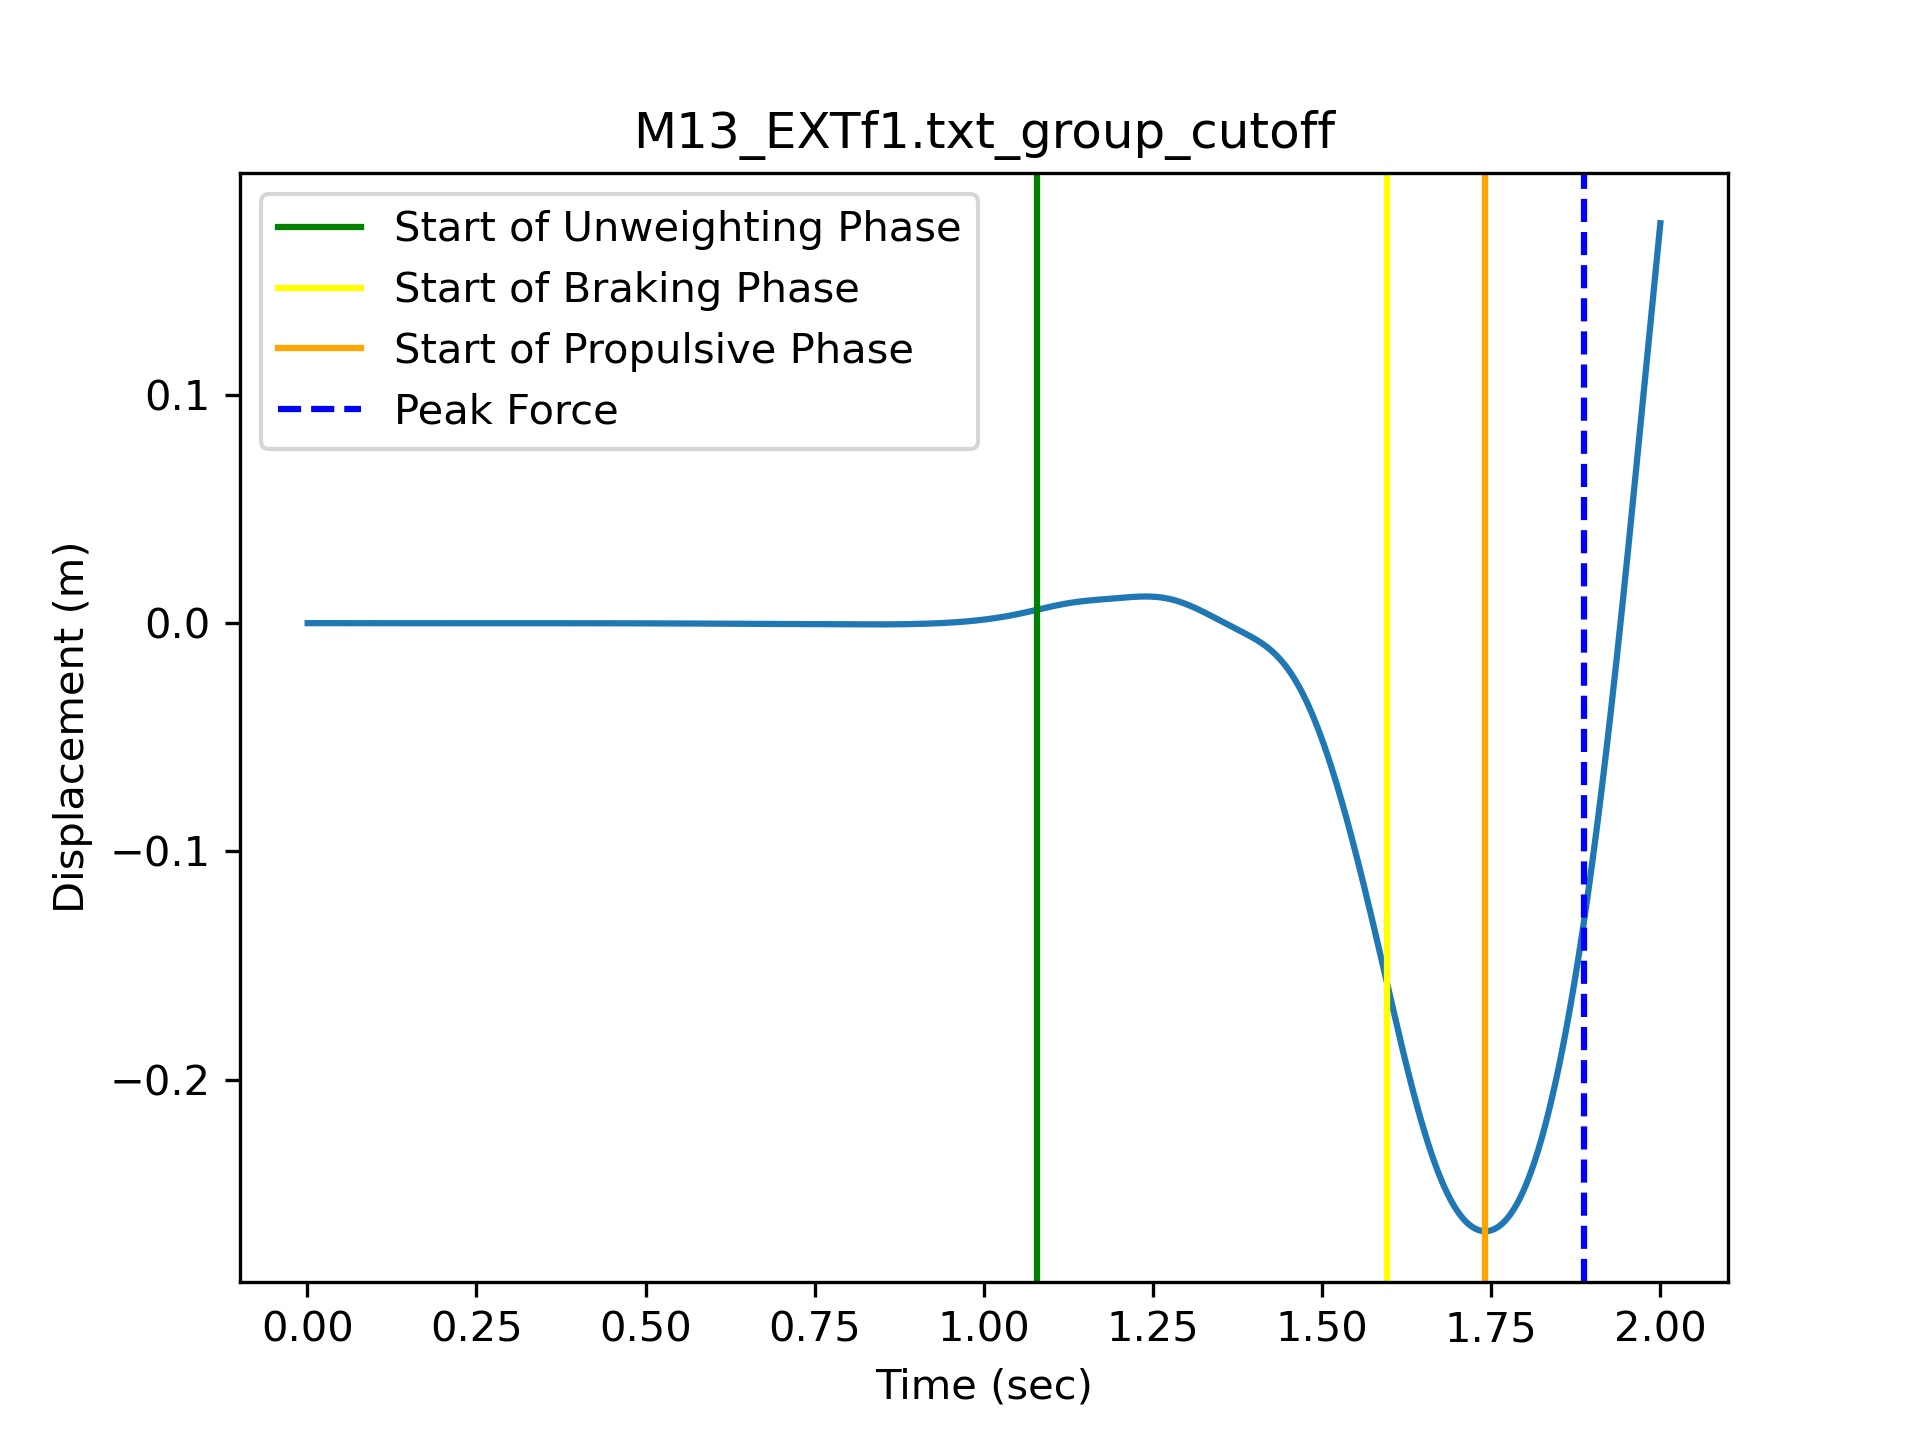 M13_EXTf1.txt_group_cutoff
Start of Unweighting Phase
Start of Braking Phase
Start of Propulsive Phase
Peak Force
0.1
0.0
−0.1
−0.2
Displacement (m)
0.00 0.25 0.50 0.75 1.00 1.25 1.50 1.75 2.00
Time (sec)